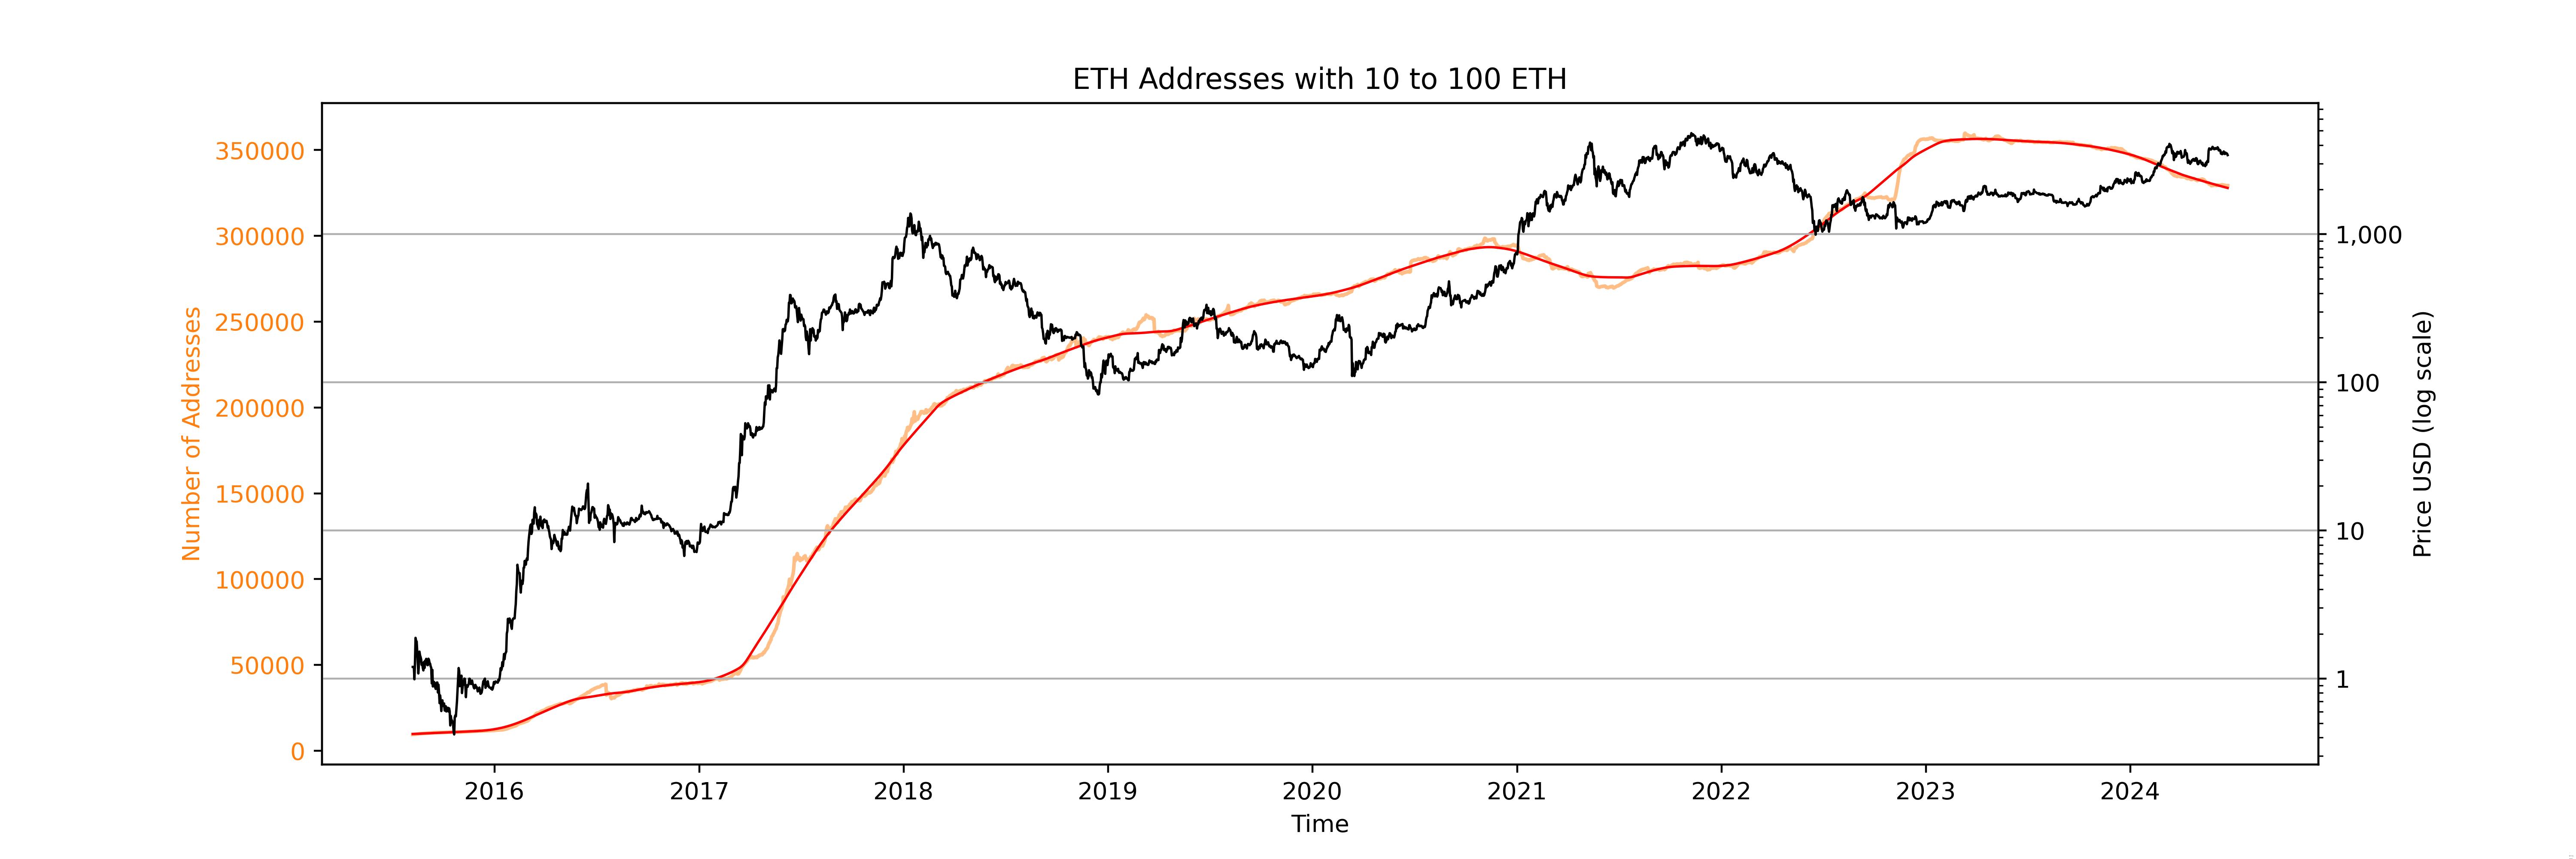 ETH Addresses with 10 to 100 ETH
Number of Addresses
350000
300000
250000
200000
150000
100000
50000
0
1,000
100
10
1
Price USD (log scale)
2016 2017 2018 2019 2020 2021 2022 2023 2024
Time